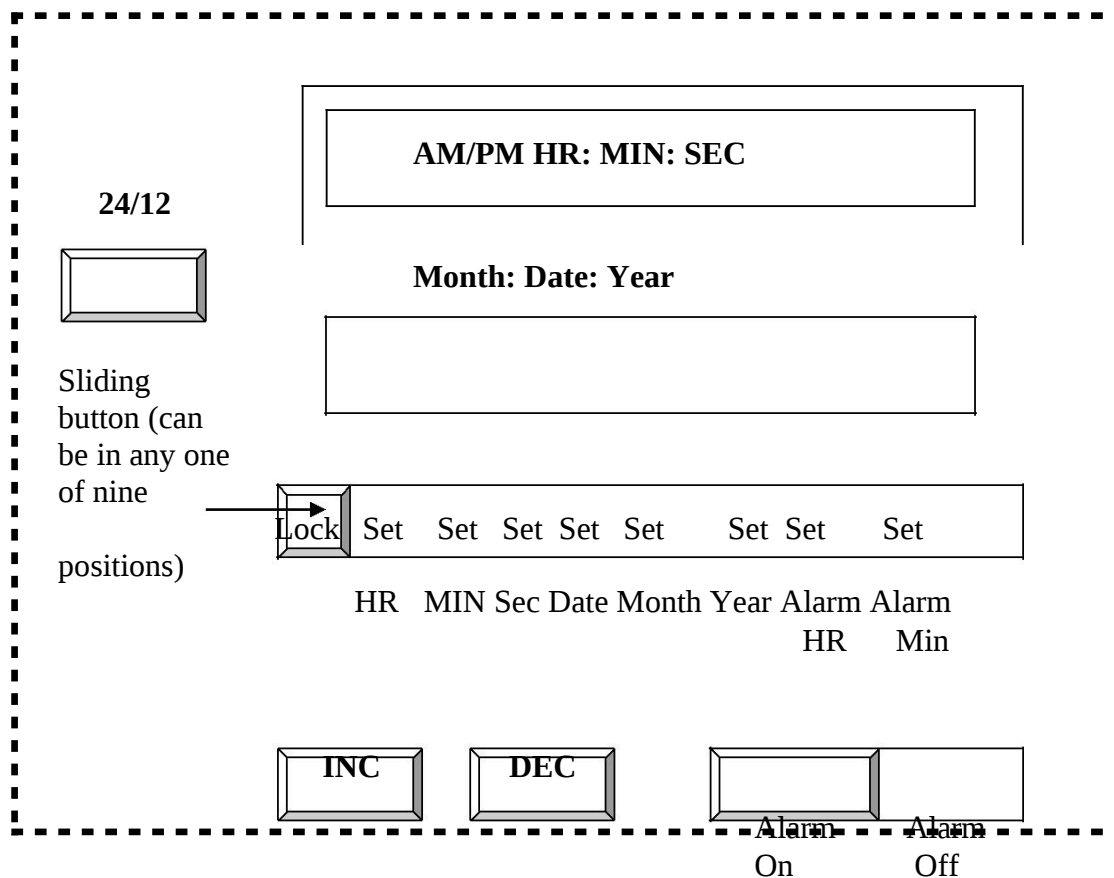 AM/PM HR: MIN: SEC
24/12
Month: Date: Year
Sliding
button (can
be in any one
of nine
positions)
Lock Set Set Set Set Set Set Set Set
HR MIN Sec Date Month Year Alarm Alarm
HR Min
INC DEC
Alarm Alarm
On Off